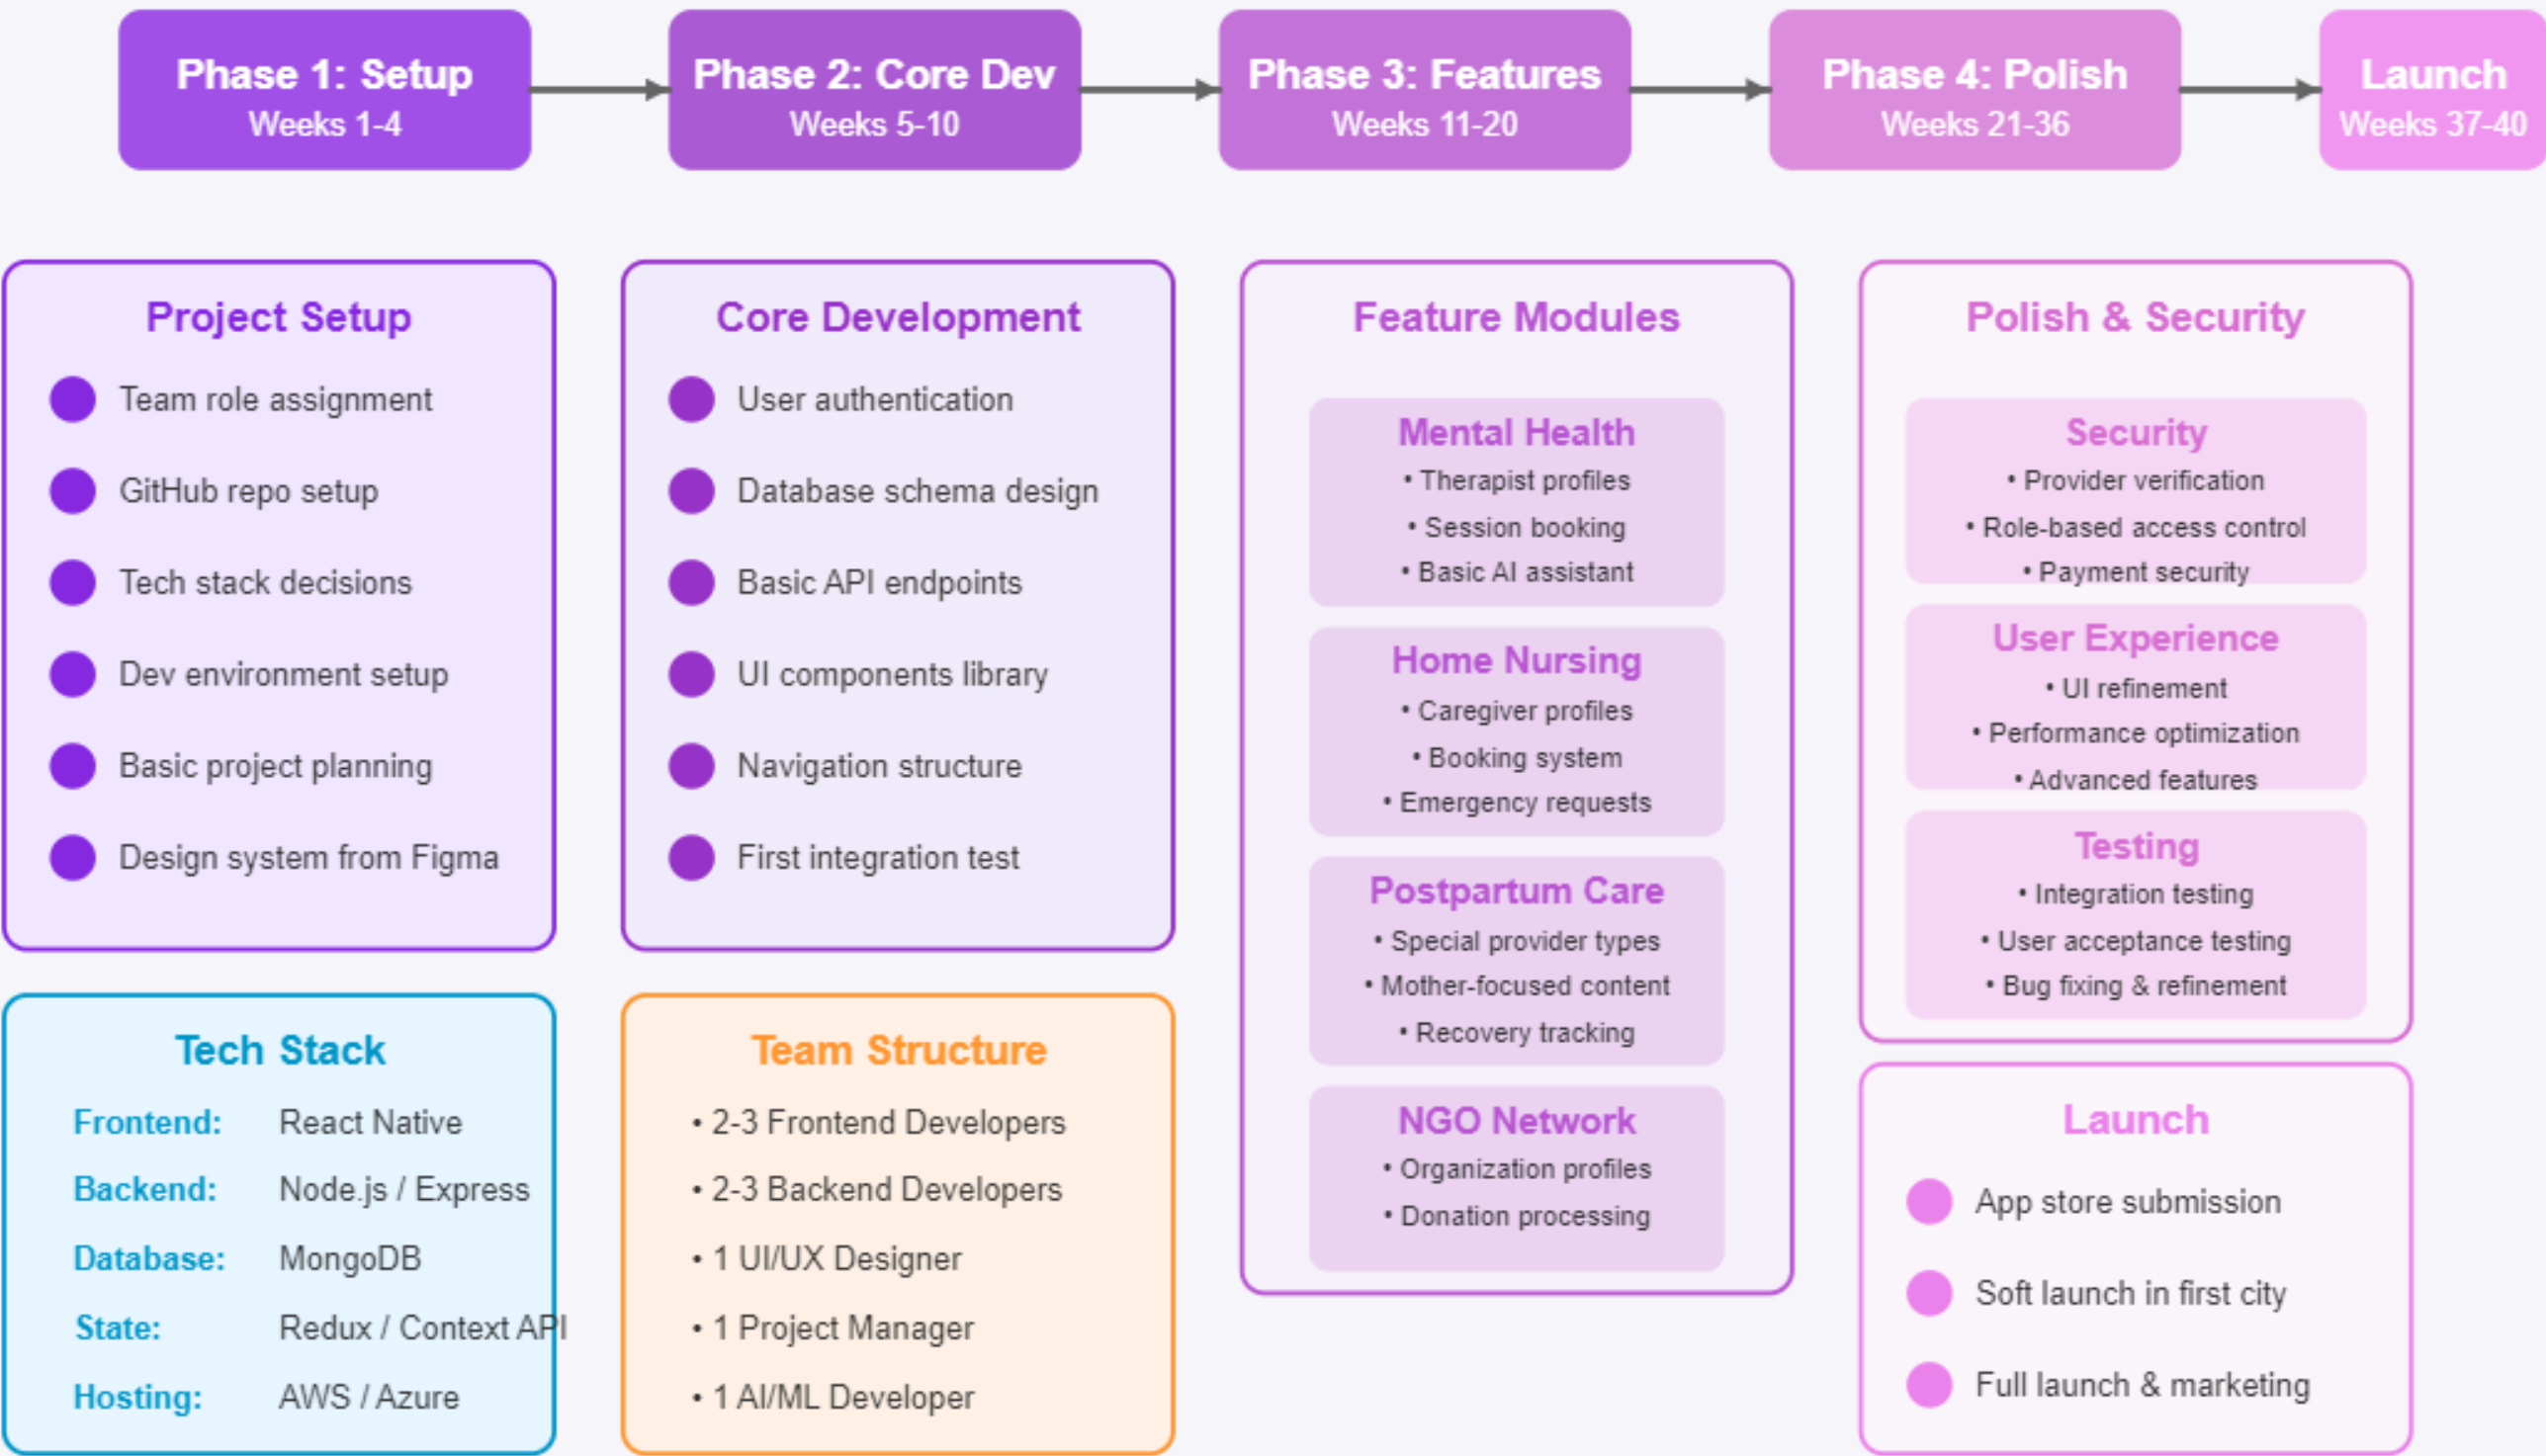 Phase 1: Setup
Weeks 1-4
Phase 2: Core Dev
Weeks 5-10
Phase 3: Features
Weeks 11-20
Phase 4: Polish
Weeks 21-36
Launch
Weeks 37-40
Project Setup
Team role assignment
GitHub repo setup
Tech stack decisions
Dev environment setup
Basic project planning
Design system from Figma
Core Development
User authentication
Database schema design
Basic API endpoints
UI components library
Navigation structure
First integration test
Feature Modules
Mental Health
• Therapist profiles
• Session booking
• Basic AI assistant
Home Nursing
• Caregiver profiles
• Booking system
• Emergency requests
Postpartum Care
• Special provider types
• Mother-focused content
• Recovery tracking
NGO Network
• Organization profiles
• Donation processing
Polish & Security
Security
• Provider verification
• Role-based access control
• Payment security
User Experience
• UI refinement
• Performance optimization
• Advanced features
Testing
• Integration testing
• User acceptance testing
• Bug fixing & refinement
Tech Stack
Frontend: React Native
Backend: Node.js / Express
Database: MongoDB
State: Redux / Context API
Hosting: AWS / Azure
Team Structure
• 2-3 Frontend Developers
• 2-3 Backend Developers
• 1 UI/UX Designer
• 1 Project Manager
• 1 AI/ML Developer
Launch
App store submission
Soft launch in first city
Full launch & marketing